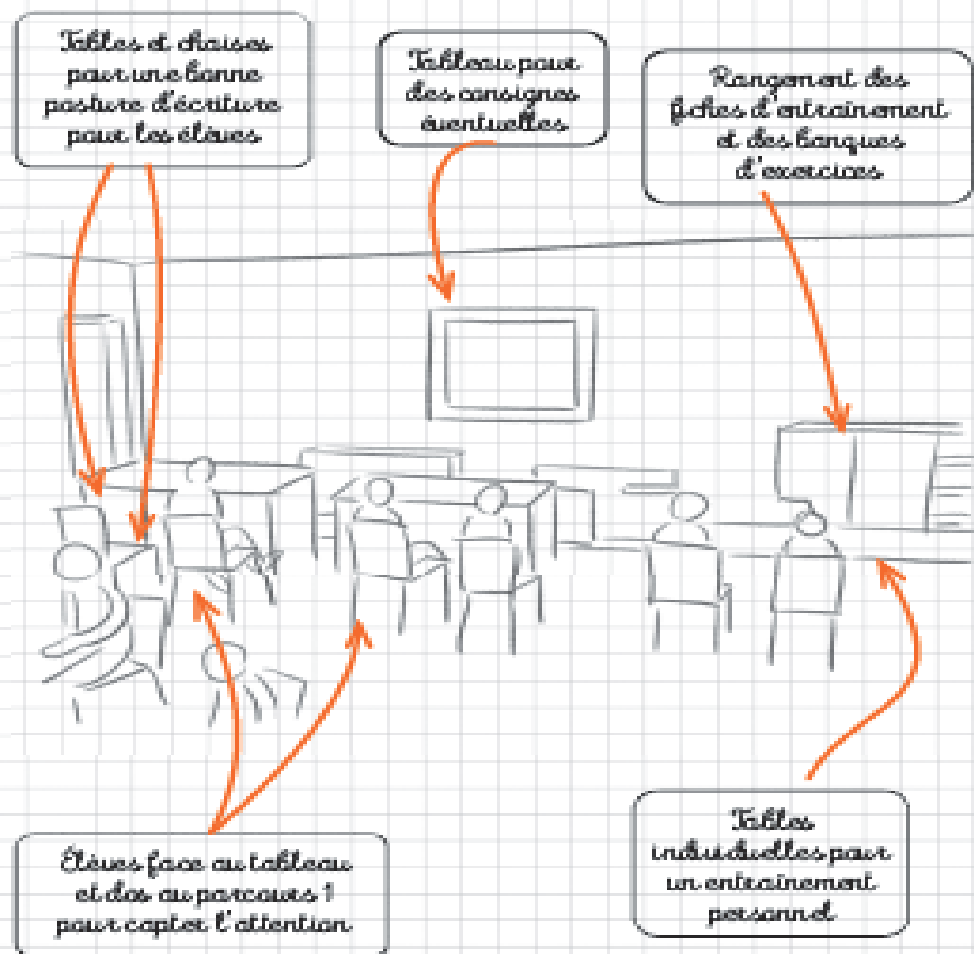 Tables et chaises
pour une bonne
posture d'écriture
pour les élèves
Tableau pour
des consignes
éventuelles
Rangement des
fiches d'entraînement
et des banques
d'exercices
Élèves face au tableau
et dos au parcours 1
pour capter l'attention
Tables
individuelles pour
un entraînement
personnel